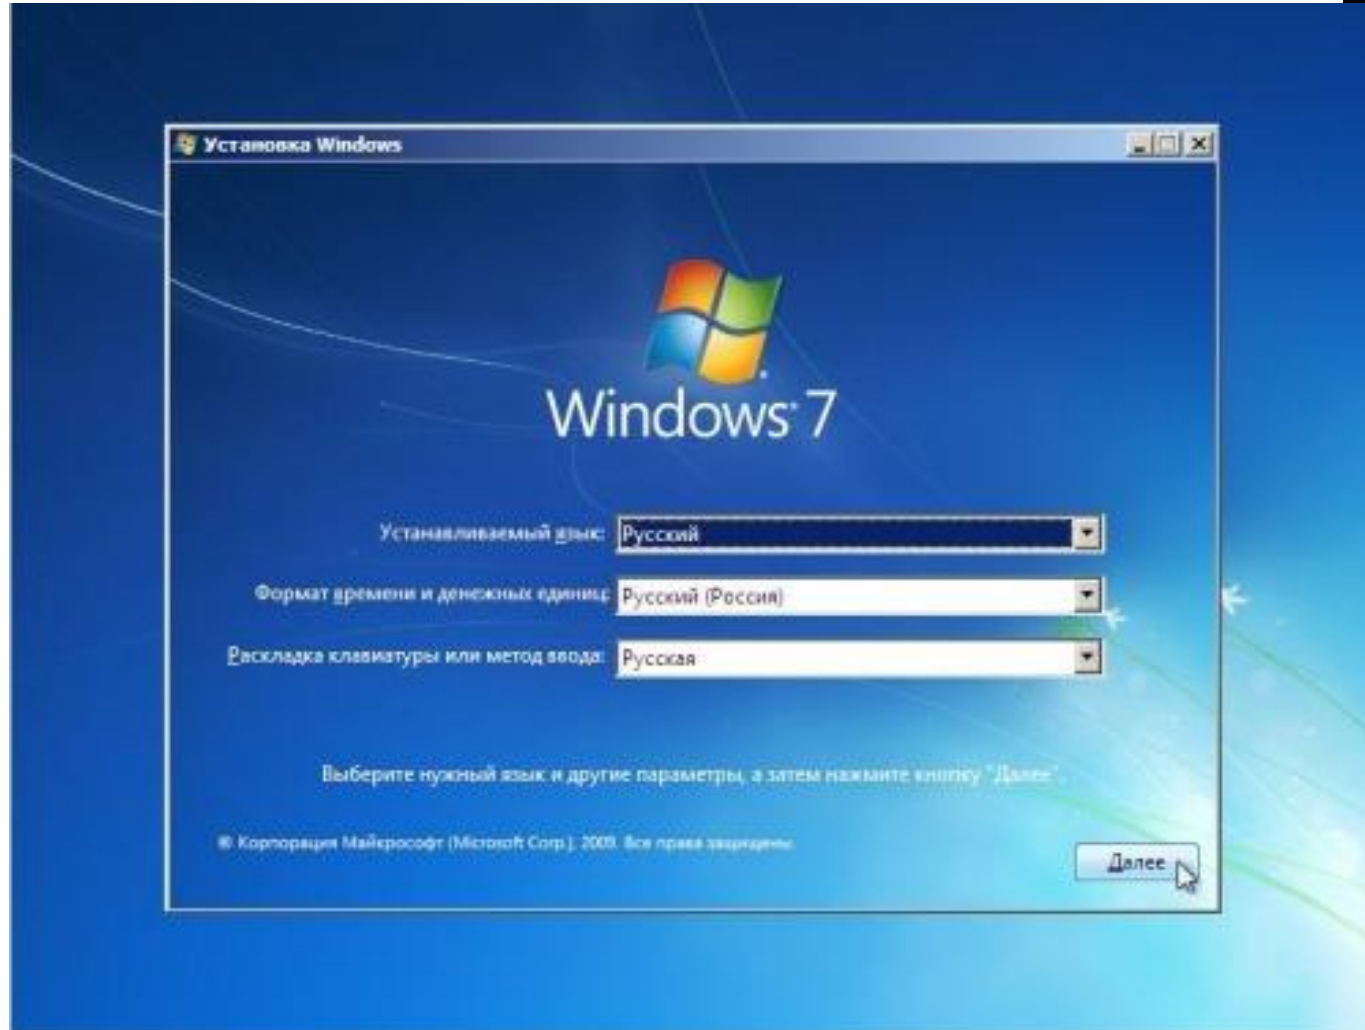 Установка Windows
Windows 7
Устанавливаемый язык: Русский
Формат времени и денежных единиц: Русский (Россия)
Раскладка клавиатуры или метод ввода: Русская
Выберите нужный язык и другие параметры, а затем нажмите кнопку "Далее".
© Корпорация Майкрософт (Microsoft Corp.), 2009. Все права защищены.
Далее